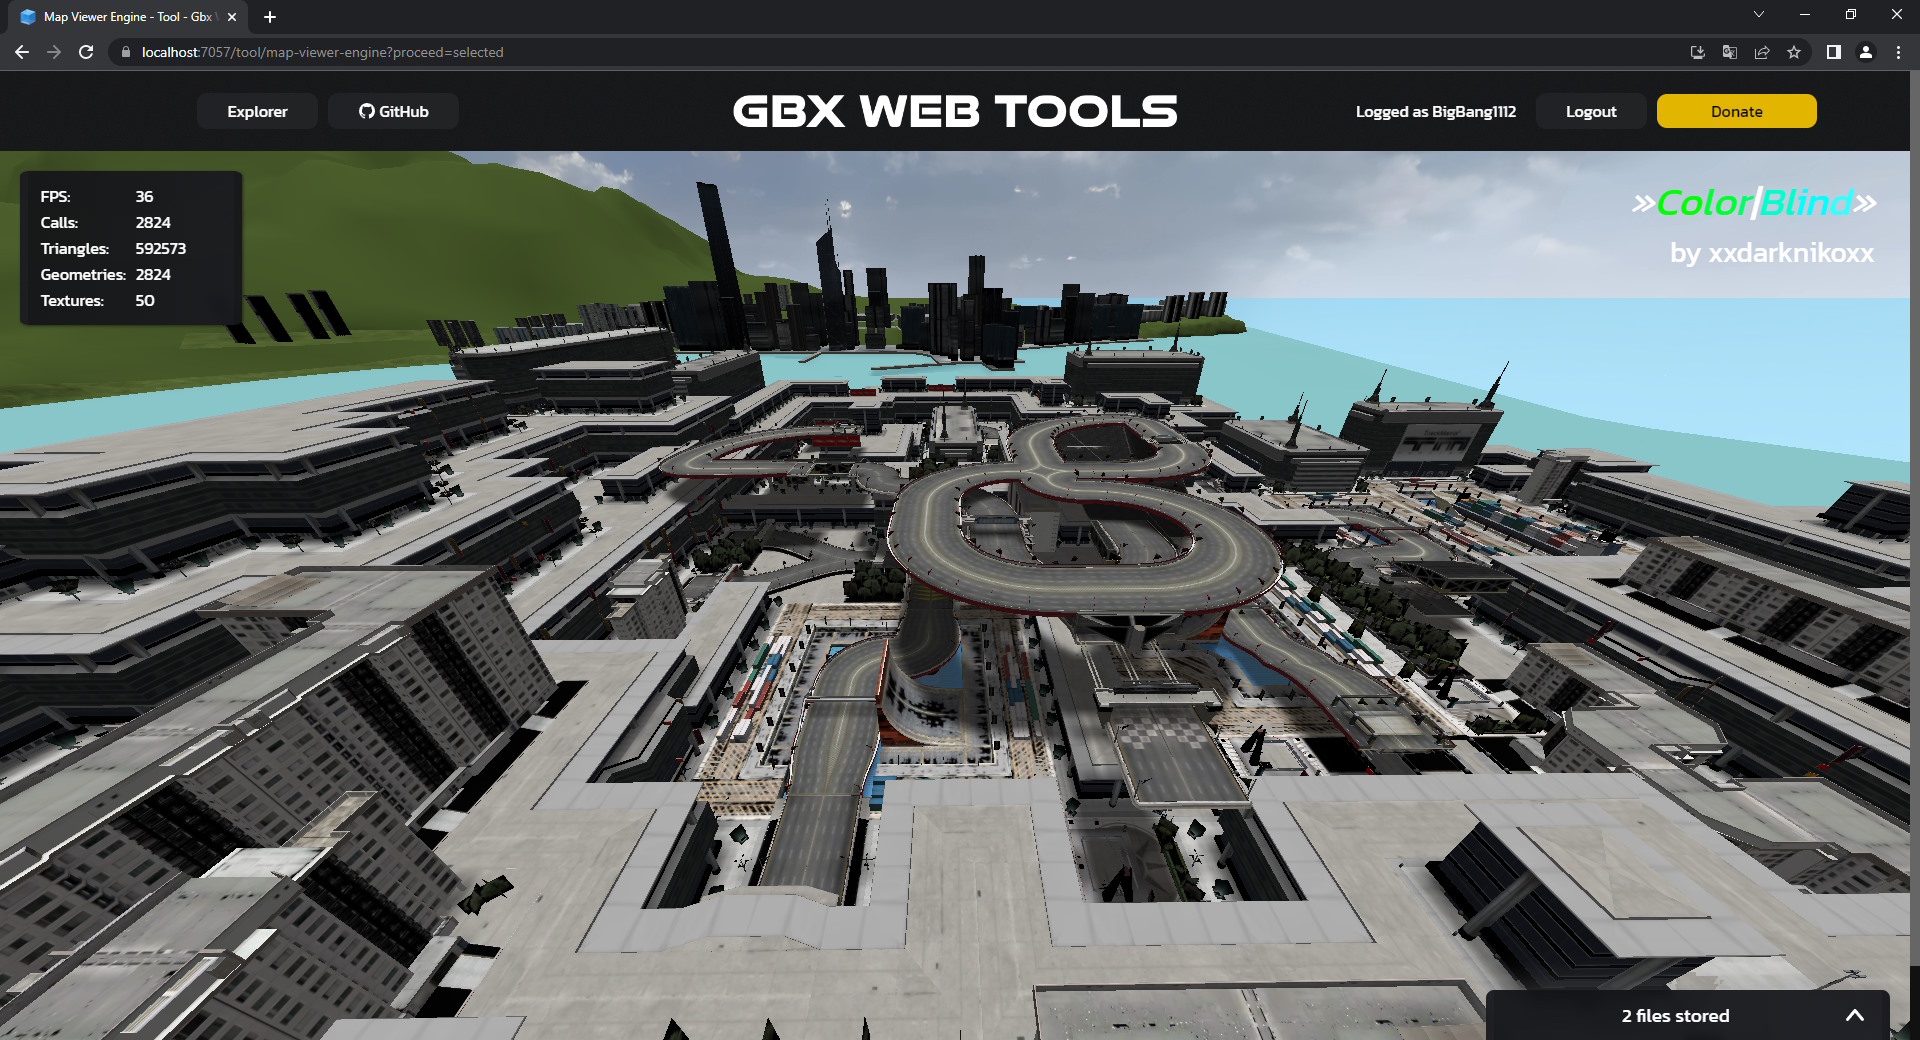 Map Viewer Engine - Tool - Gbx
localhost:7057/tool/map-viewer-engine?proceed=selected
Explorer
GitHub
GBX WEB TOOLS
Logged as BigBang1112
Logout
Donate
FPS: 36
Calls: 2824
Triangles: 592573
Geometries: 2824
Textures: 50
»Color|Blind»
by xxdarknikoxx
2 files stored